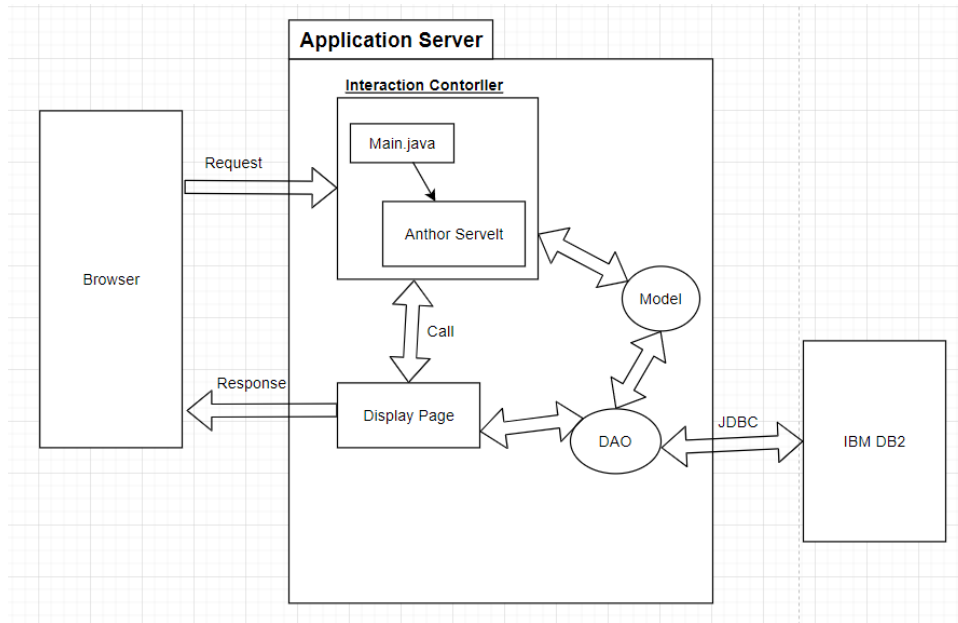 Application Server
Interaction Contorller
Main.java
Request
Anthor Servelt
Browser
Model
Call
Response
Display Page
DAO
JDBC
IBM DB2